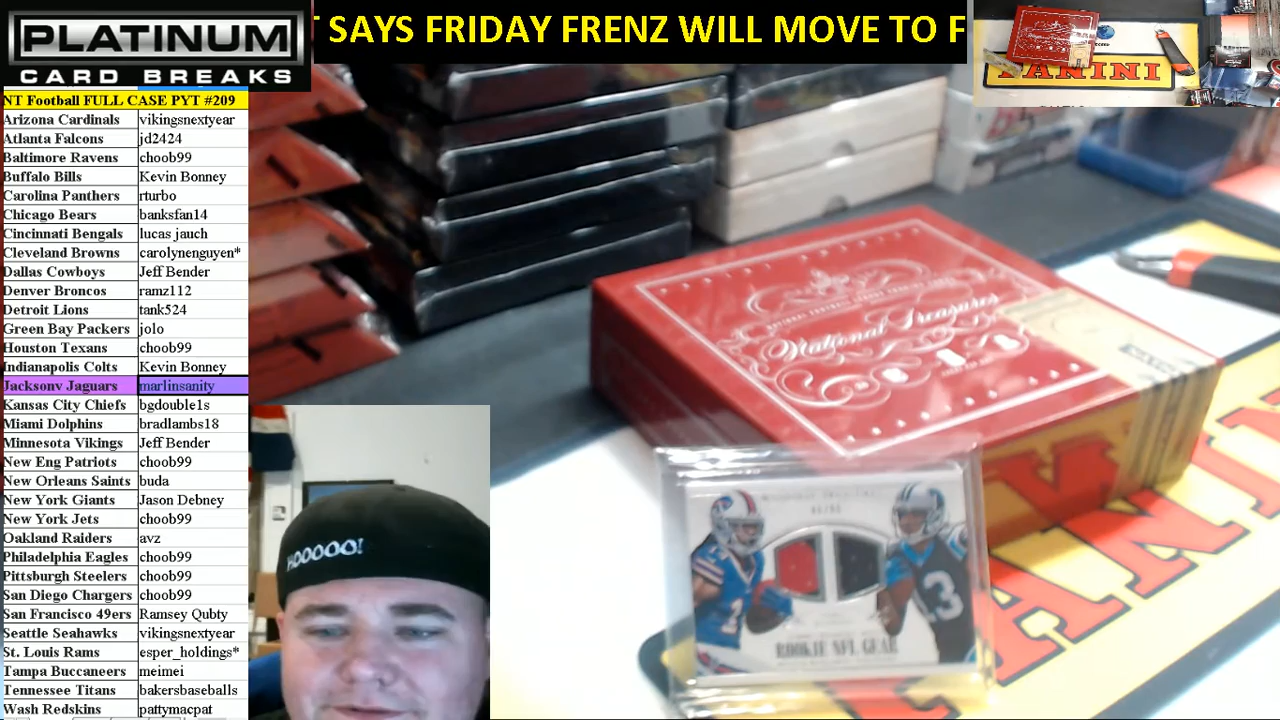 PLATINUM
CARD BREAKS
SAYS FRIDAY FRENZ WILL MOVE TO F
NT Football FULL CASE PYT #209
Arizona Cardinals vikingsnextyear
Atlanta Falcons jd2424
Baltimore Ravens choob99
Buffalo Bills Kevin Bonney
Carolina Panthers rturbo
Chicago Bears banksfan14
Cincinnati Bengals lucas jauch
Cleveland Browns carolynenguyen*
Dallas Cowboys Jeff Bender
Denver Broncos ramz112
Detroit Lions tank524
Green Bay Packers jolo
Houston Texans choob99
Indianapolis Colts Kevin Bonney
Jacksonv Jaguars marlinsanity
Kansas City Chiefs bgdouble1s
Miami Dolphins bradlambs18
Minnesota Vikings Jeff Bender
New Eng Patriots choob99
New Orleans Saints buda
New York Giants Jason Debney
New York Jets choob99
Oakland Raiders avz
Philadelphia Eagles choob99
Pittsburgh Steelers choob99
San Diego Chargers choob99
San Francisco 49ers Ramsey Qubty
Seattle Seahawks vikingsnextyear
St. Louis Rams esper_holdings*
Tampa Buccaneers meimei
Tennessee Titans bakersbaseballs
Wash Redskins pattymacpat
PANINI
National Treasures
HOOOOO!
13
ROOKIE NFL GEAR